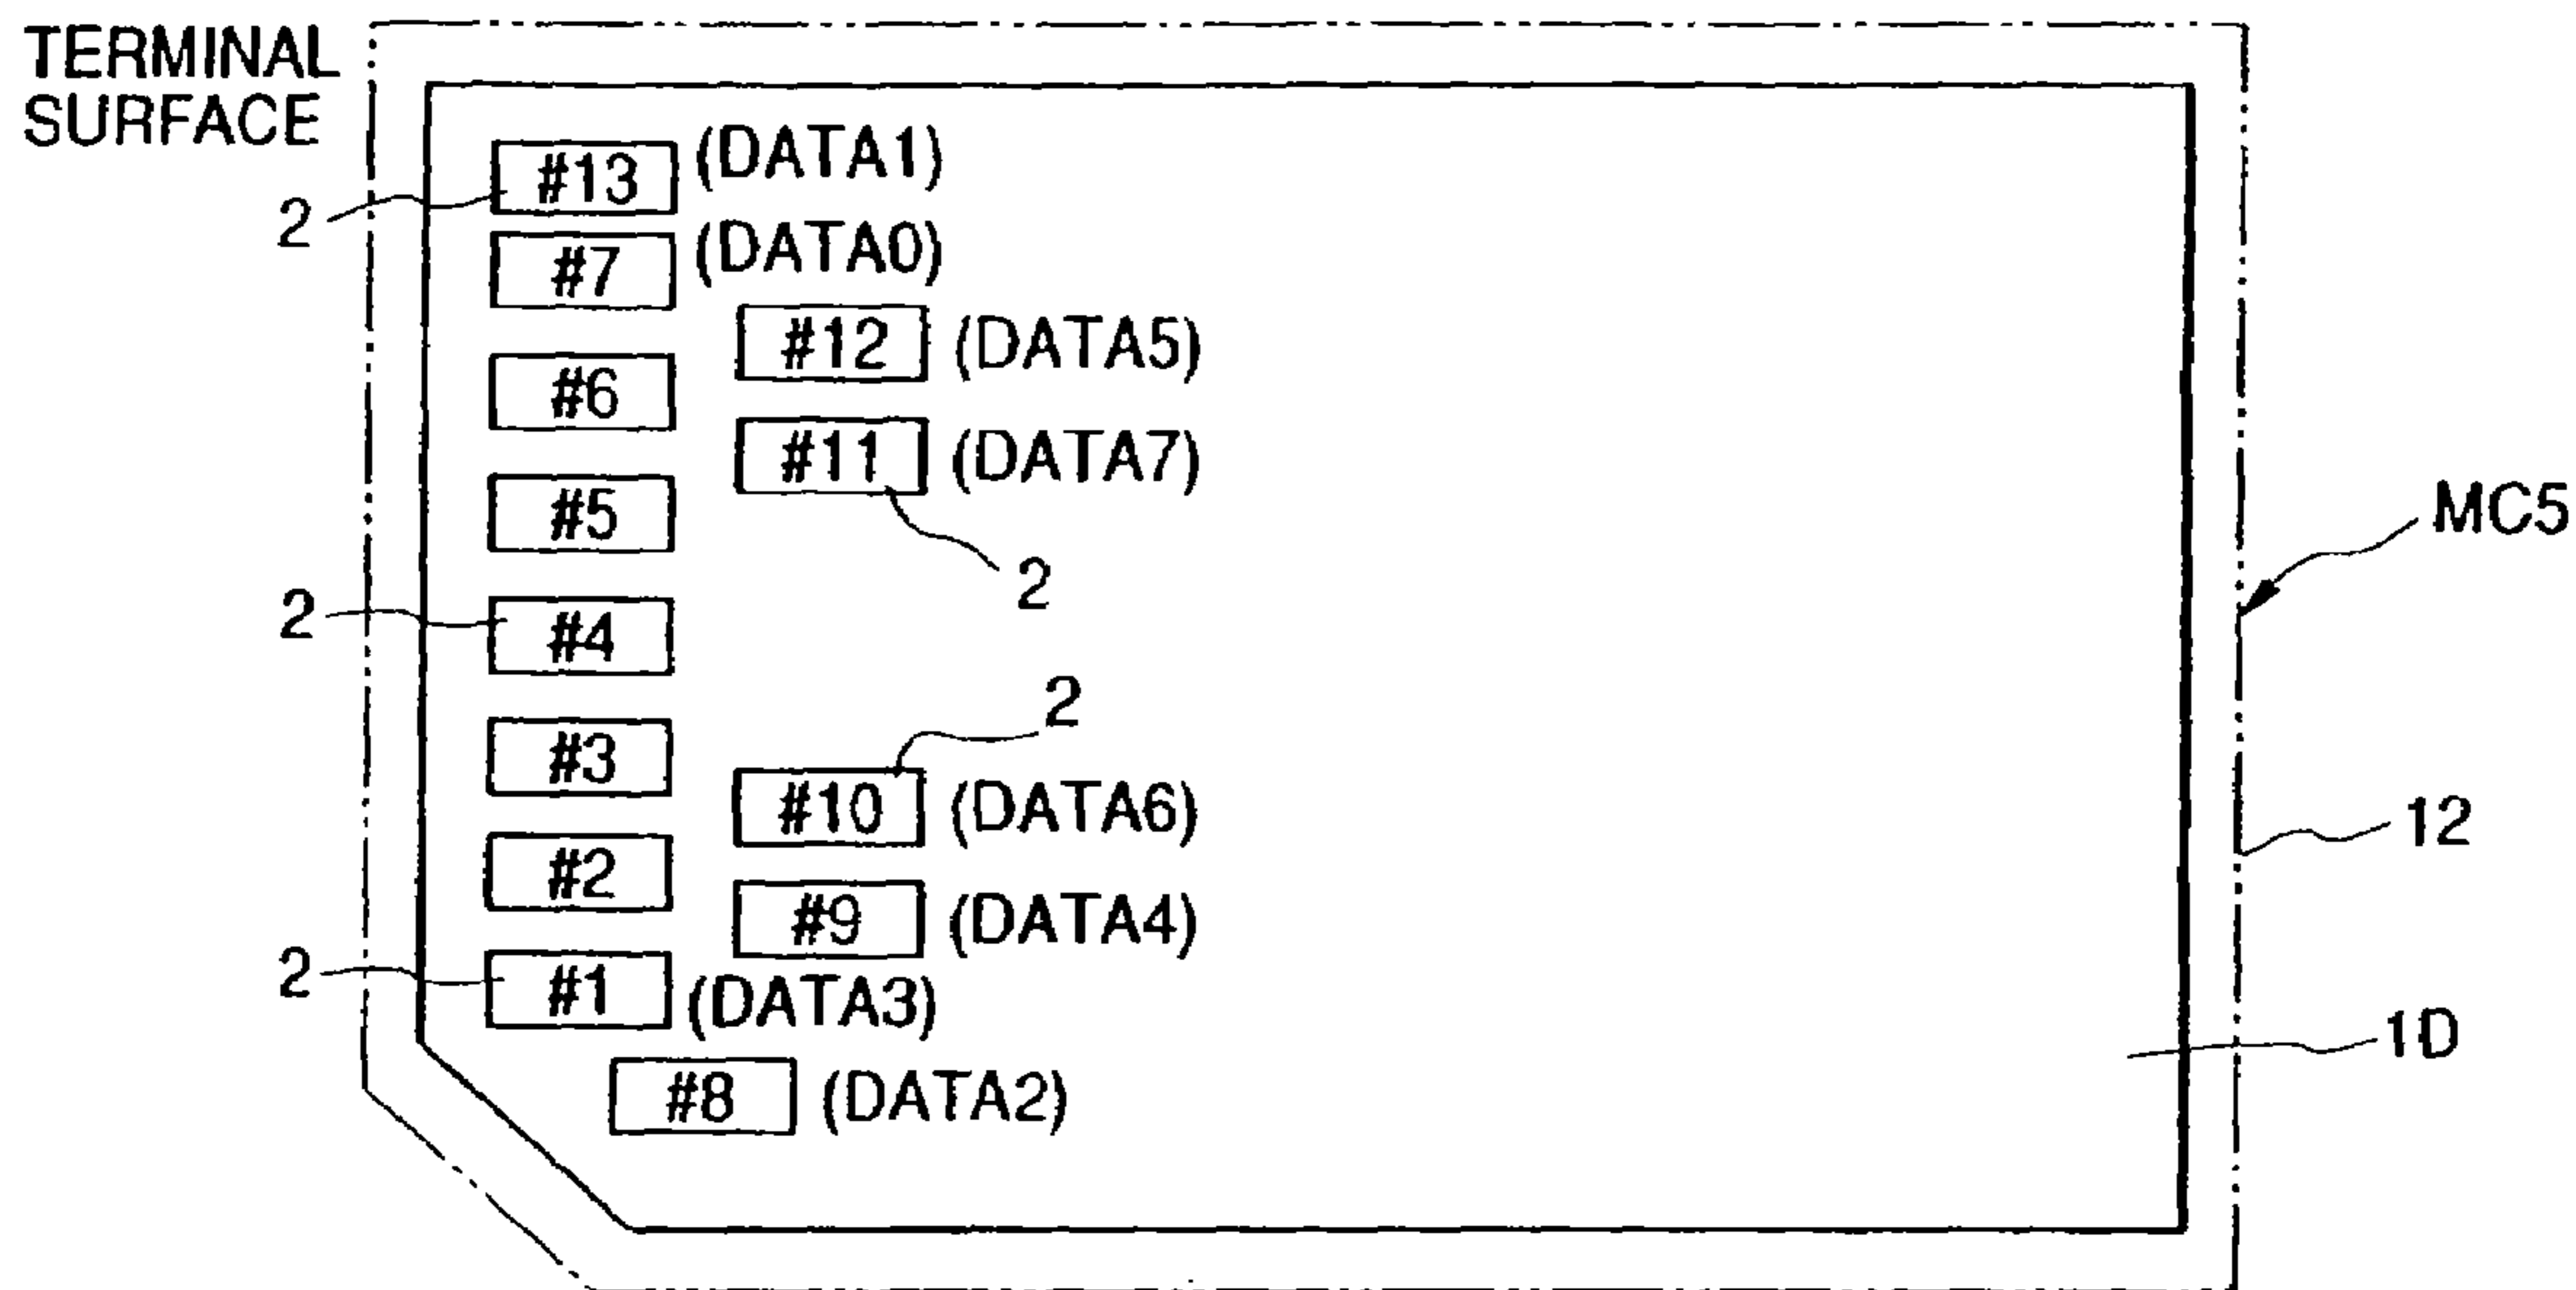 TERMINAL
SURFACE
#13 (DATA1)
2
#7 (DATA0)
#12 (DATA5)
#6
#11 (DATA7)
MC5
#5
2
2
#4
2
#3
#10 (DATA6)
12
#2
#9 (DATA4)
2
#1 (DATA3)
1D
#8 (DATA2)